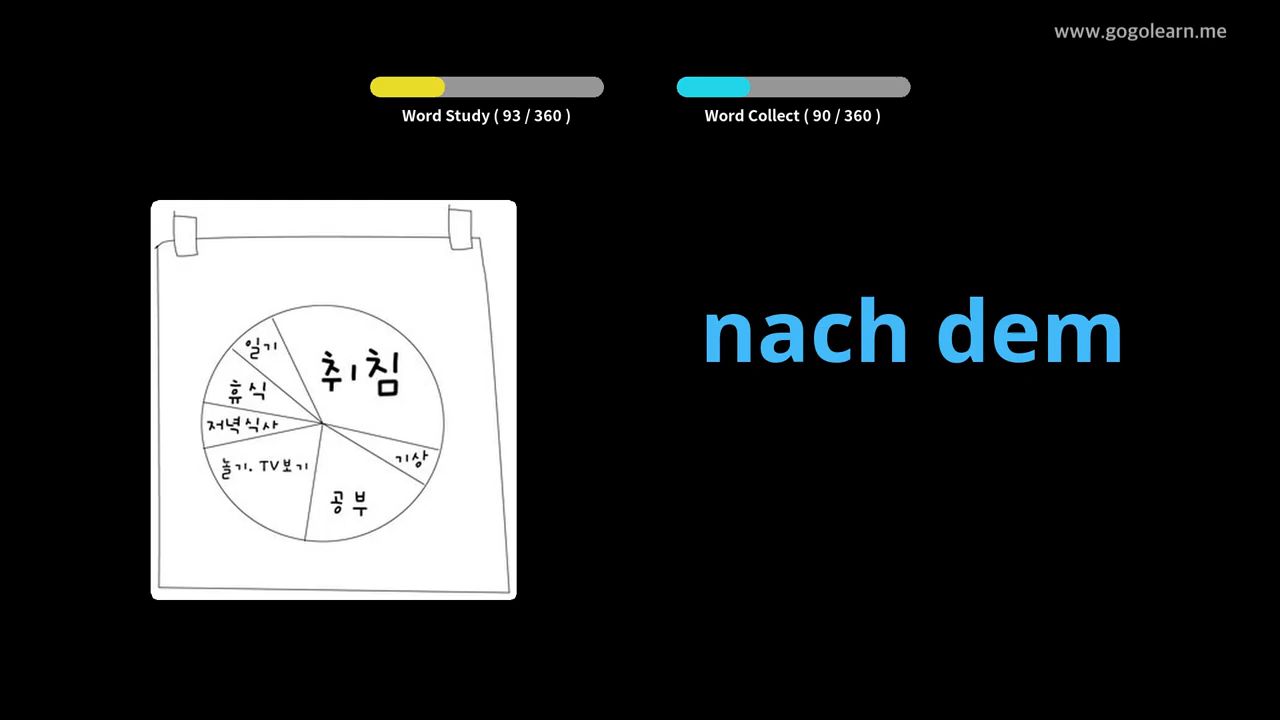 www.gogolearn.me
Word Study ( 93 / 360 )
Word Collect ( 90 / 360 )
일기
취침
휴식
저녁식사
기상
놀기. TV보기
공부
nach dem